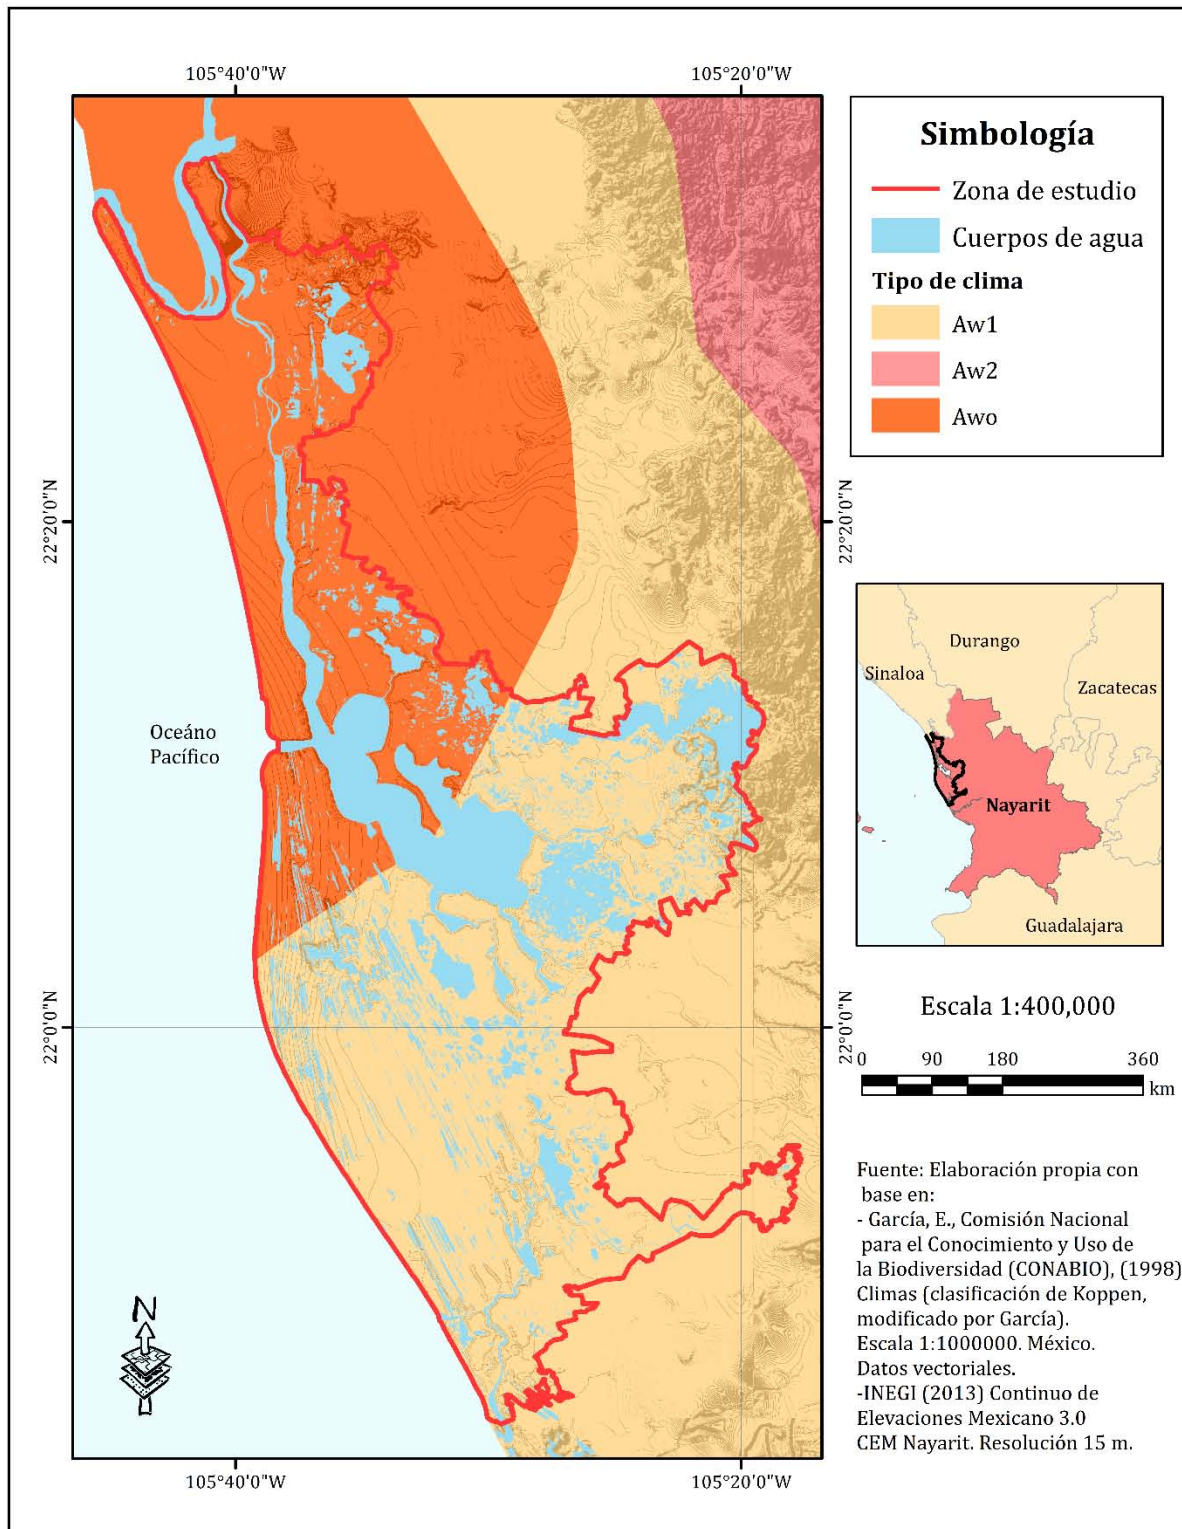 105°40'0"W
105°20'0"W
Simbología
Zona de estudio
Cuerpos de agua
Tipo de clima
Aw1
Aw2
Awo
22°20'0"N
22°20'0"N
Durango
Sinaloa
Zacatecas
Nayarit
Guadalajara
Oceáno
Pacífico
Escala 1:400,000
0 90 180 360
km
22°0'0"N
22°0'0"N
Fuente: Elaboración propia con
base en:
- García, E., Comisión Nacional
para el Conocimiento y Uso de
la Biodiversidad (CONABIO), (1998)
Climas (clasificación de Koppen,
modificado por García).
Escala 1:1000000. México.
Datos vectoriales.
-INEGI (2013) Continuo de
Elevaciones Mexicano 3.0
CEM Nayarit. Resolución 15 m.
N
105°40'0"W
105°20'0"W